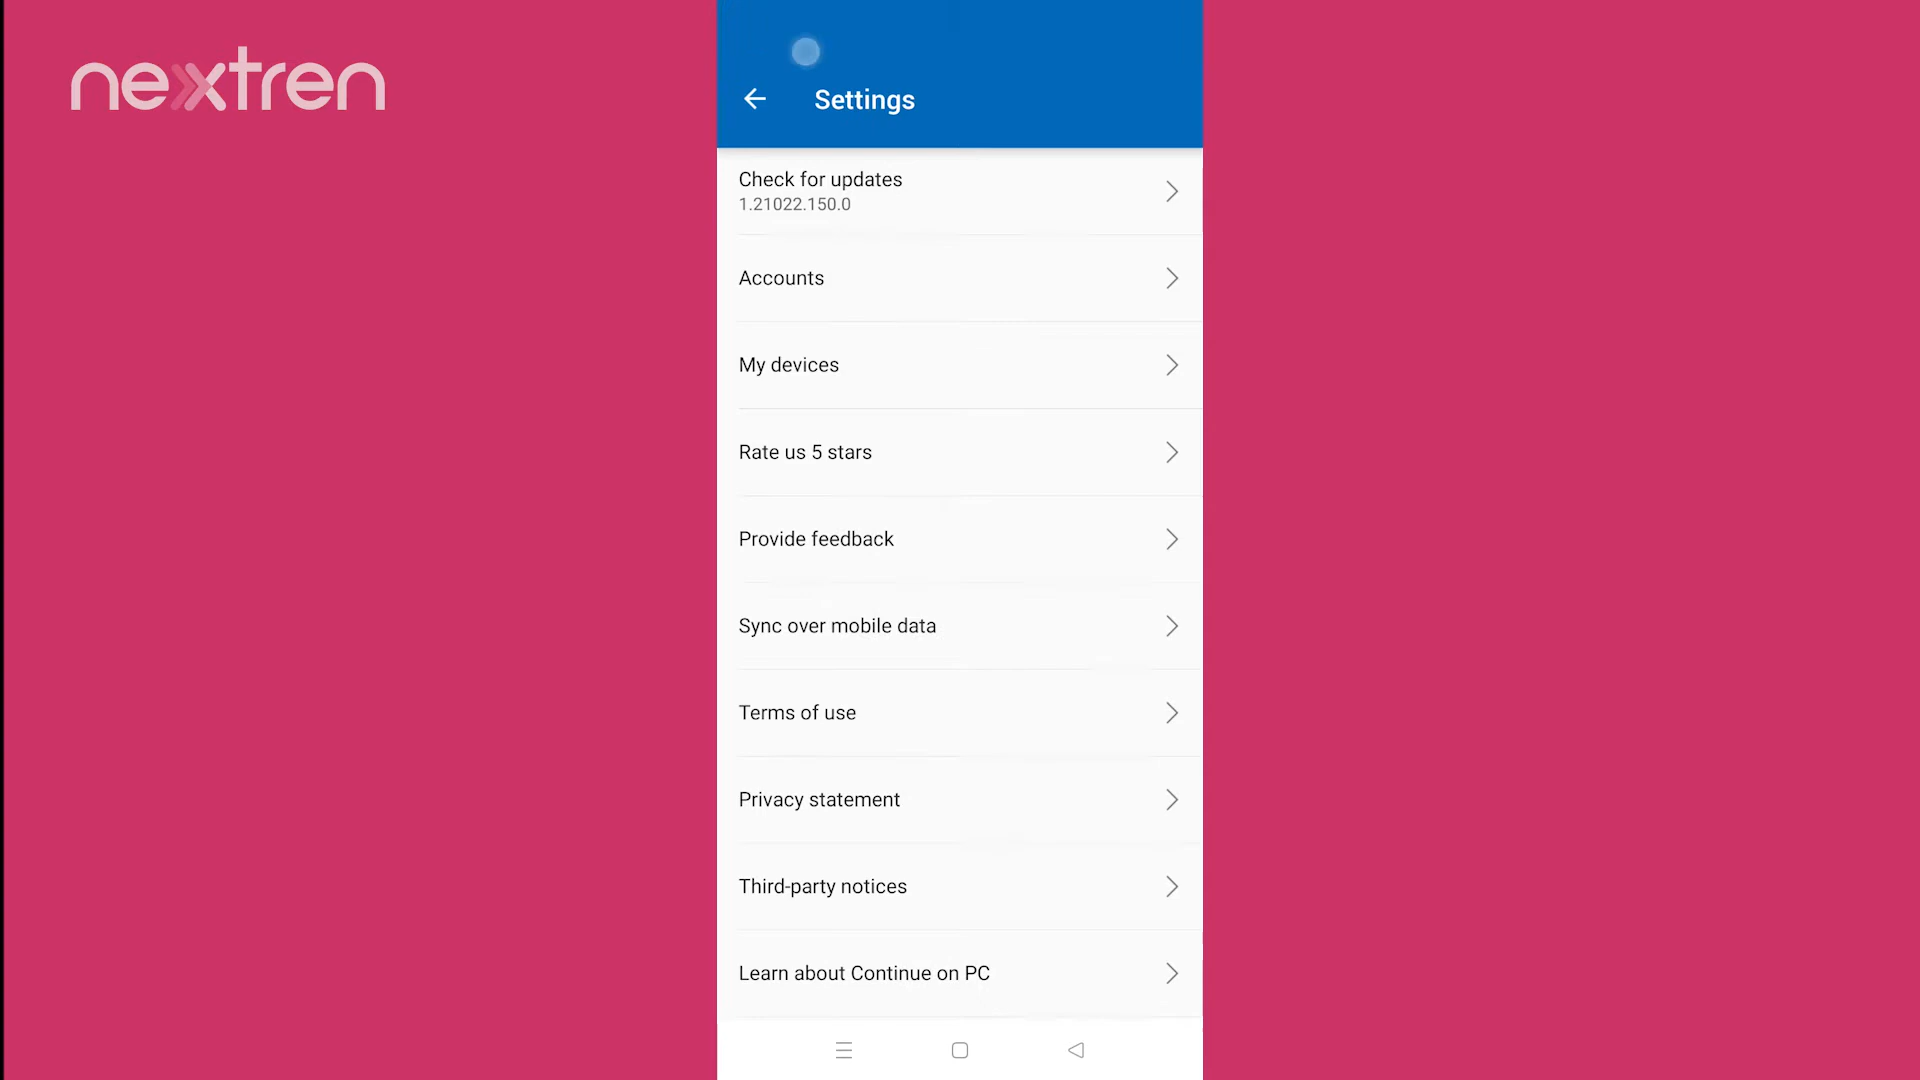 nextren
Settings
Check for updates
1.21022.150.0
Accounts
My devices
Rate us 5 stars
Provide feedback
Sync over mobile data
Terms of use
Privacy statement
Third-party notices
Learn about Continue on PC